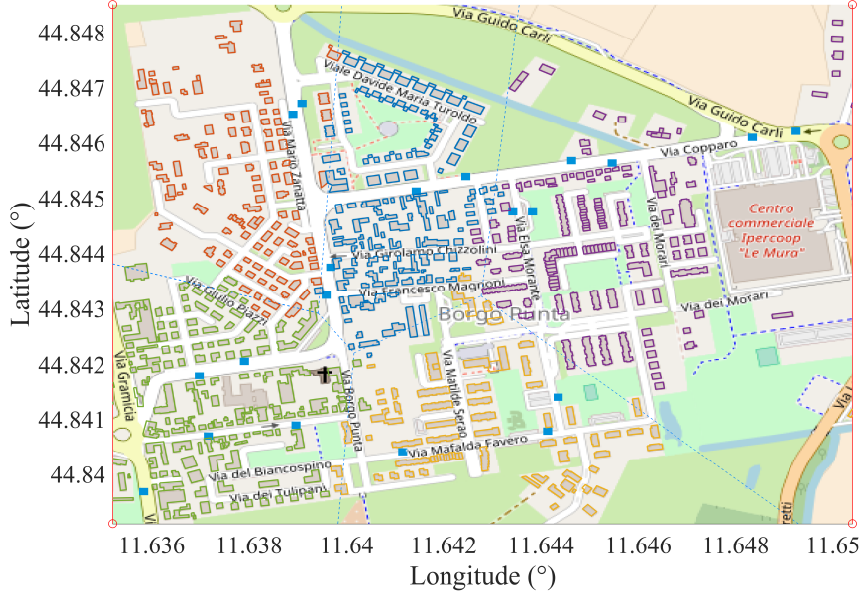 44.848
44.847
44.846
44.845
44.844
44.843
44.842
44.841
44.84
Latitude (°)
Via Guido Carli
Viale Davide Maria Turoldo
Via Guido Carli
Via Copparo
Via Mario Zanatta
Centro
commerciale
Ipercoop
"Le Mura"
Via dei Morari
Via Elsa Morante
Via Girolamo Chizzolini
Via Francesco Magnoni
Via dei Morari
Borgo Punta
Via Giulio
Via Gramicia
Via Borgo Punta
Via Matilde Serao
Via Mafalda Favero
Via del Biancospino
Via dei Tulipani
11.636
11.638
11.64
11.642
11.644
11.646
11.648
11.65
Longitude (°)